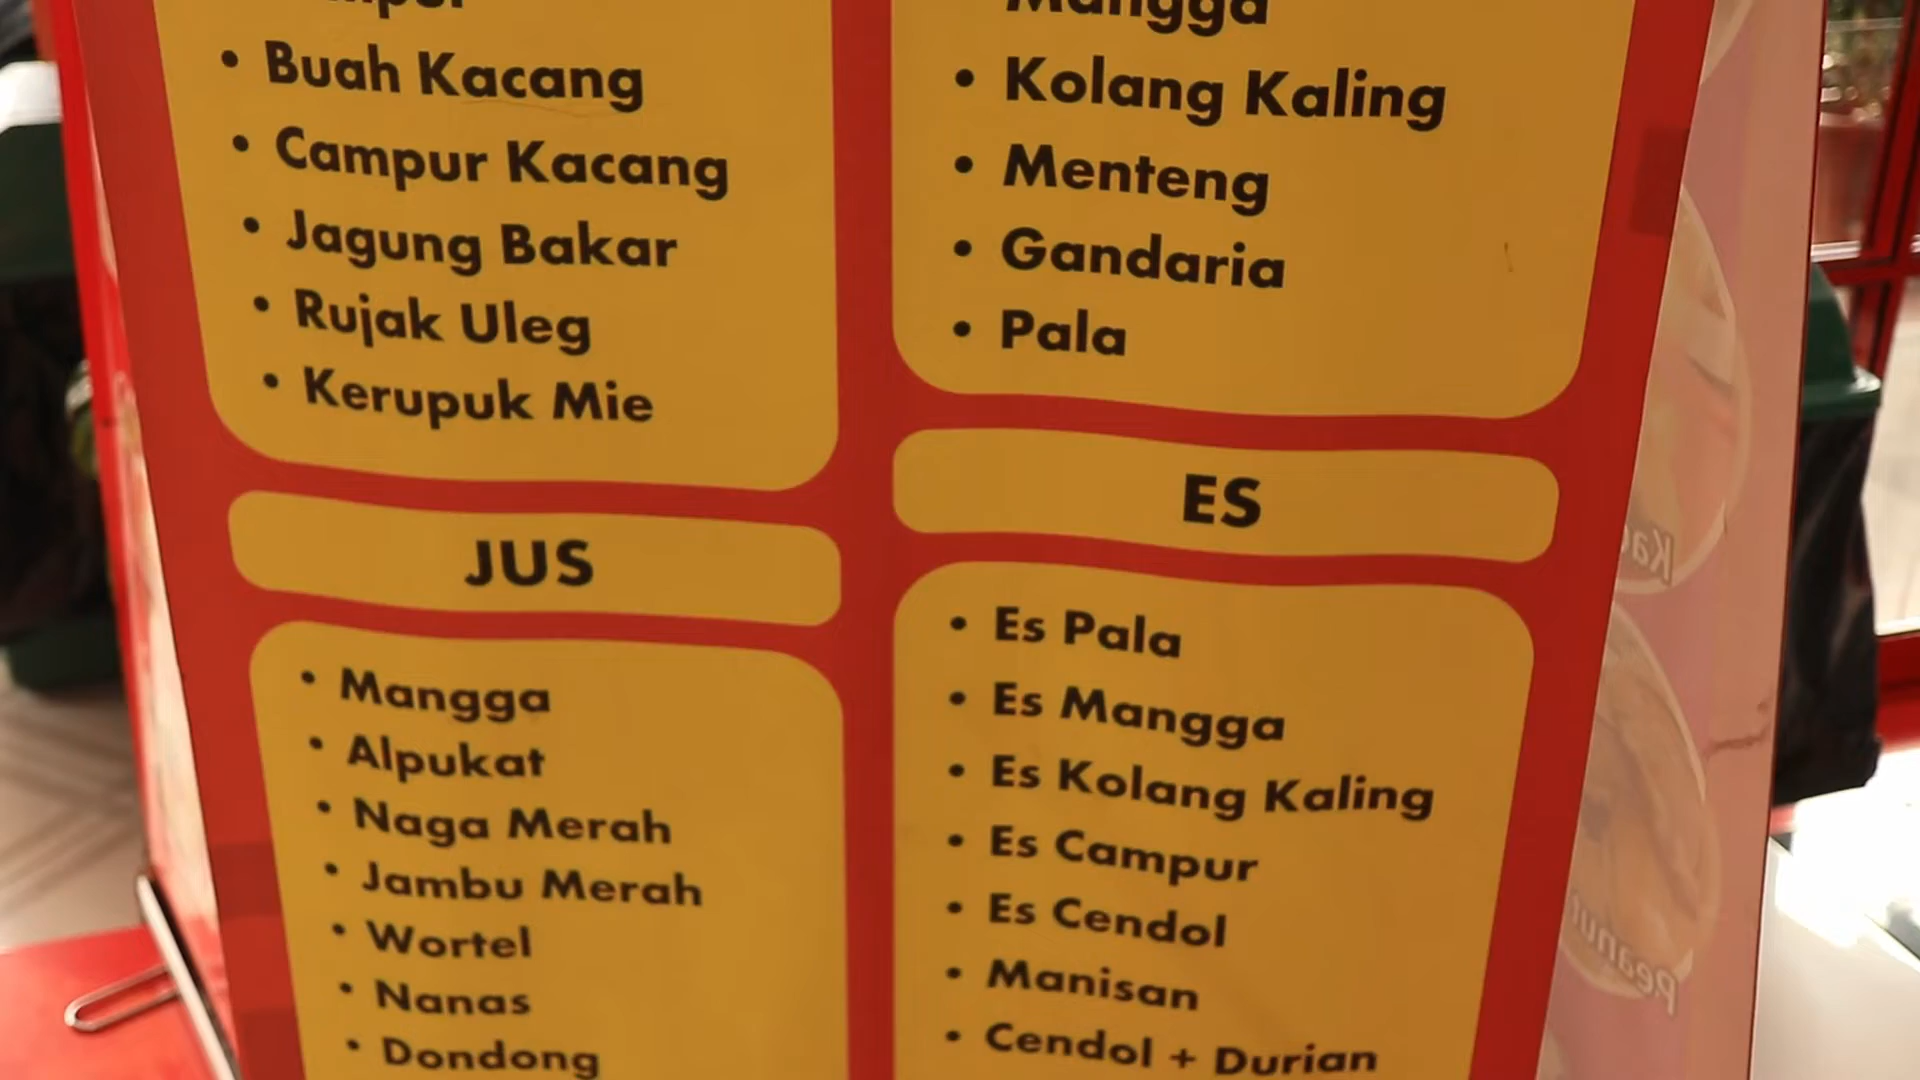 Buah Kacang
Campur Kacang
Jagung Bakar
Rujak Uleg
Kerupuk Mie
JUS
Mangga
Alpukat
Naga Merah
Jambu Merah
Wortel
Nanas
Dondong
Mangga
Kolang Kaling
Menteng
Gandaria
Pala
ES
Es Pala
Es Mangga
Es Kolang Kaling
Es Campur
Es Cendol
Manisan
Cendol + Durian